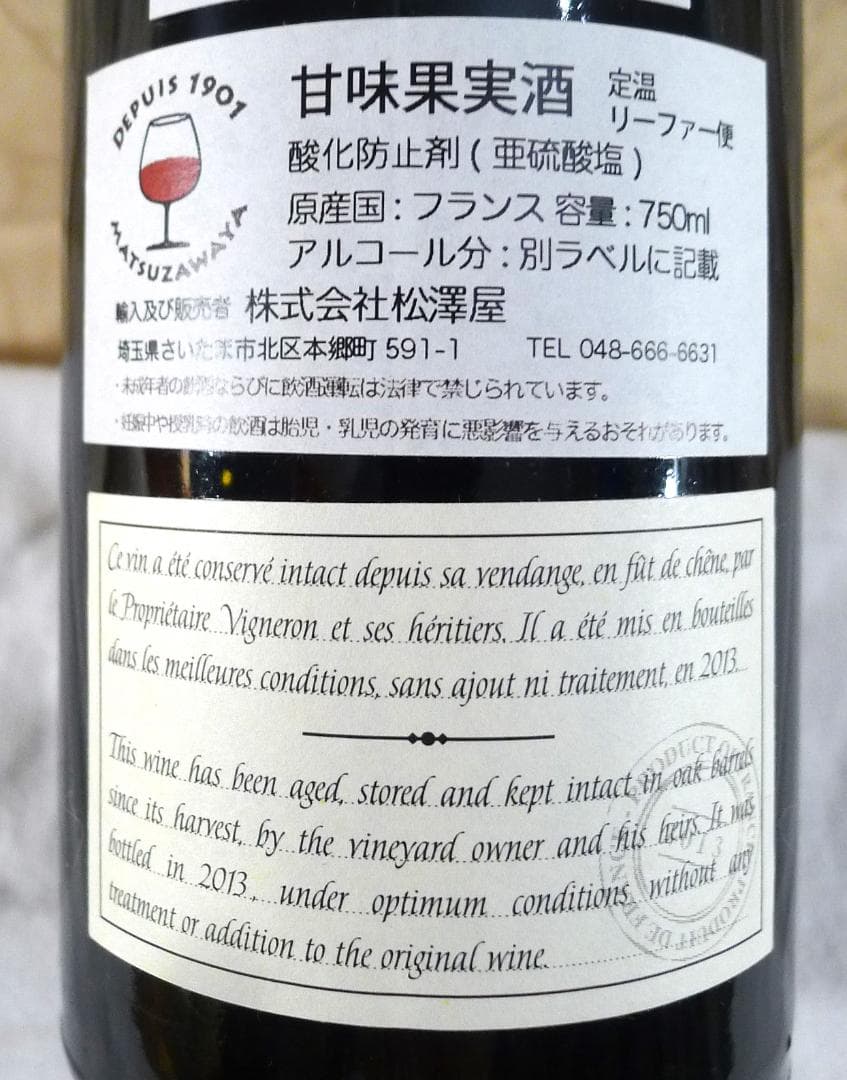 DEPUIS 1901
MATSUZAWAYA
甘味果実酒
定温
リーファー便
酸化防止剤 ( 亜硫酸塩 )
原産国 : フランス 容量 : 750ml
アルコール分 : 別ラベルに記載
輸入及び販売者 株式会社松澤屋
埼玉県さいたま市北区本郷町 591-1 TEL 048-666-6631
・未成年者の飲酒ならびに飲酒運転は法律で禁じられています。
・妊娠中や授乳時の飲酒は胎児・乳児の発育に悪影響を与えるおそれがあります。
Ce vin a été conservé intact depuis sa vendange, en fût de chêne, par
le Propriétaire Vigneron et ses héritiers. Il a été mis en bouteilles
dans les meilleures conditions, sans ajout ni traitement, en 2013.
This wine has been aged, stored and kept intact in oak barrels
since its harvest, by the vineyard owner and his heirs. It was
bottled in 2013, under optimum conditions, without any
treatment or addition to the original wine.
PRODUCT OF
PRODUIT DE